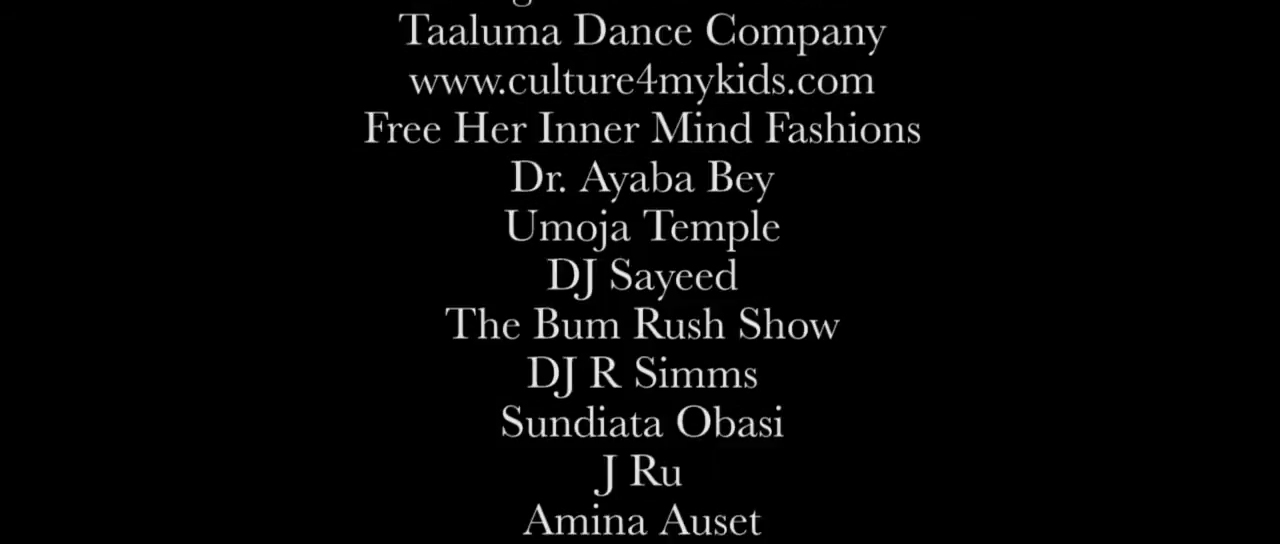 Taaluma Dance Company
www.culture4mykids.com
Free Her Inner Mind Fashions
Dr. Ayaba Bey
Umoja Temple
DJ Sayeed
The Bum Rush Show
DJ R Simms
Sundiata Obasi
J Ru
Amina Auset